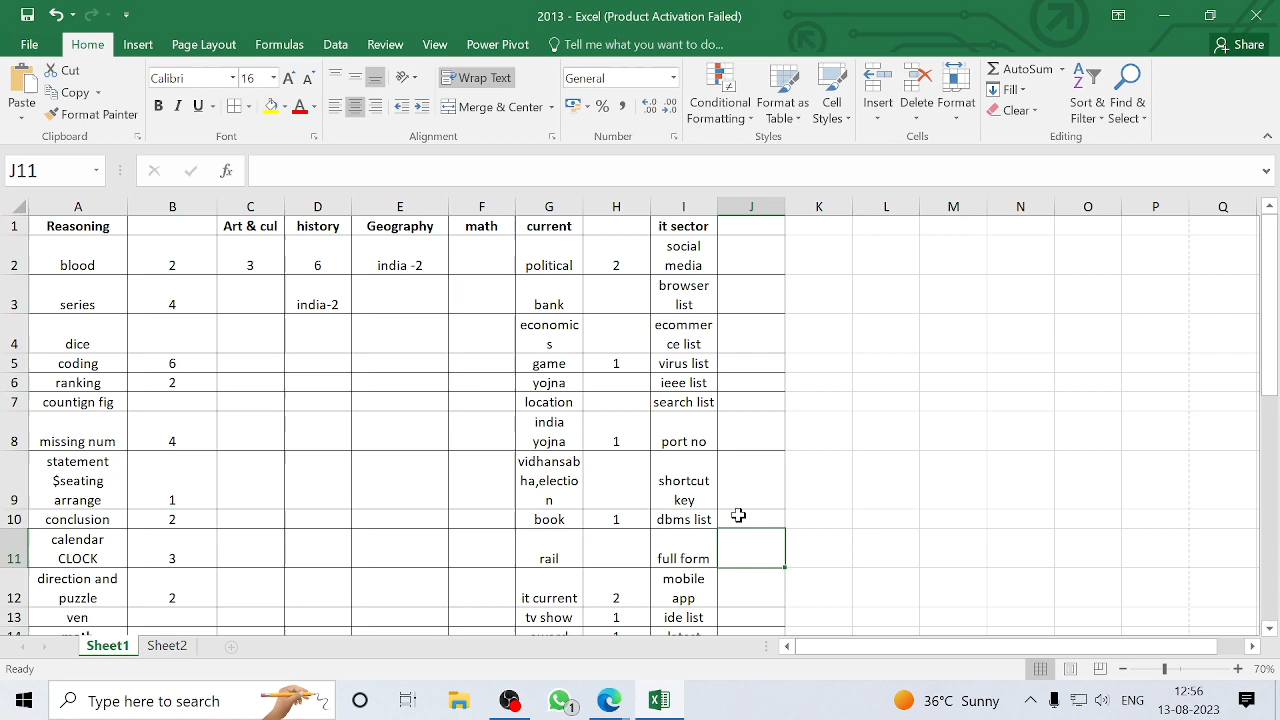 2013 - Excel (Product Activation Failed)
File Home Insert Page Layout Formulas Data Review View Power Pivot Tell me what you want to do... Share
Cut
Copy
Format Painter
Paste
Clipboard
Calibri 16
B I U
Font
Wrap Text
Merge & Center
Alignment
General
% ,
Number
Conditional Formatting
Format as Table
Cell Styles
Styles
Insert Delete Format
Cells
AutoSum
Fill
Clear
Sort & Filter
Find & Select
Editing
J11 fx
A B C D E F G H I J K L M N O P Q
1 Reasoning Art & cul history Geography math current it sector
2 blood 2 3 6 india -2 political 2 social media
3 series 4 india-2 bank browser list
4 dice economic
s ecommer
ce list
5 coding 6 game 1 virus list
6 ranking 2 yojna ieee list
7 countign fig location search list
8 missing num 4 india yojna 1 port no
9 statement $seating arrange 1 vidhansab
ha,electio
n shortcut key
10 conclusion 2 book 1 dbms list
11 calendar CLOCK 3 rail full form
12 direction and puzzle 2 it current 2 mobile app
13 ven tv show 1 ide list
Sheet1 Sheet2
Ready 70%
Type here to search
1
36°C Sunny
ENG
12:56
13-08-2023